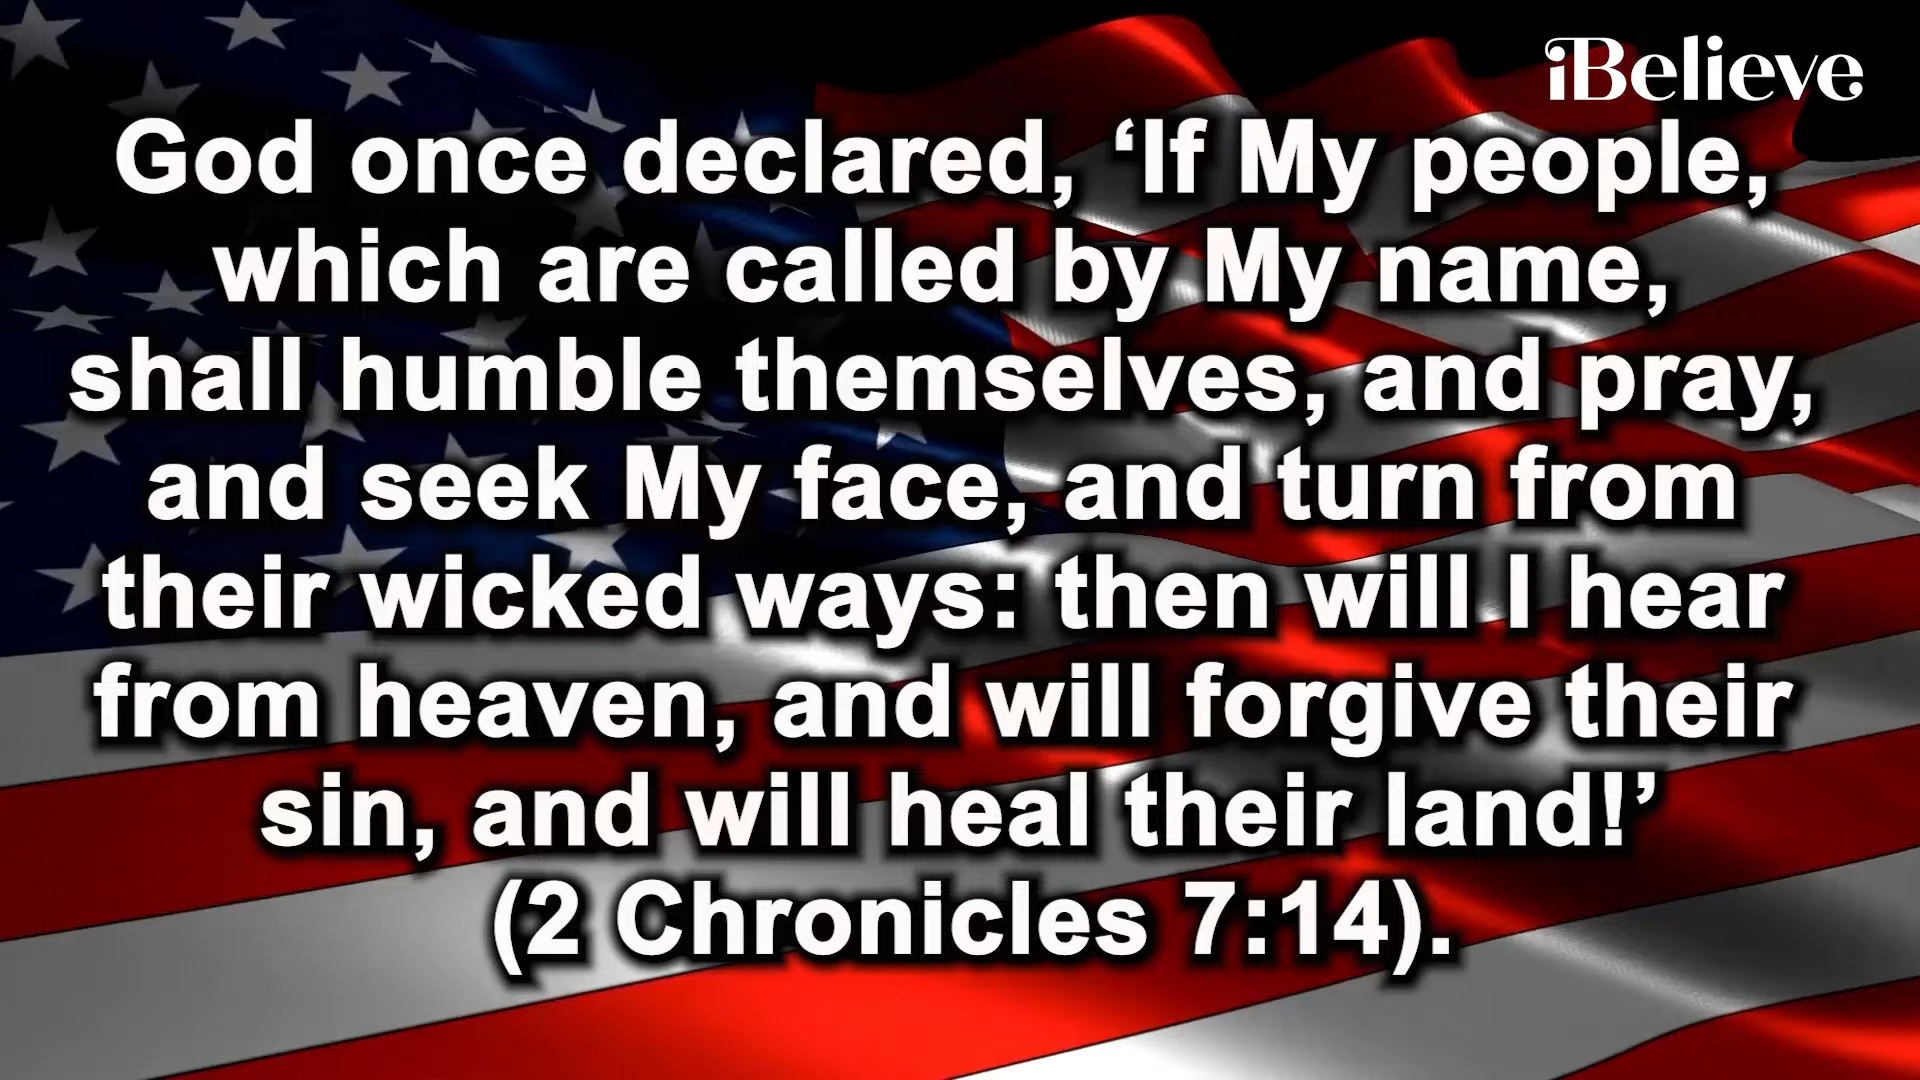 iBelieve
God once declared, ‘If My people,
which are called by My name,
shall humble themselves, and pray,
and seek My face, and turn from
their wicked ways: then will I hear
from heaven, and will forgive their
sin, and will heal their land!’
(2 Chronicles 7:14).